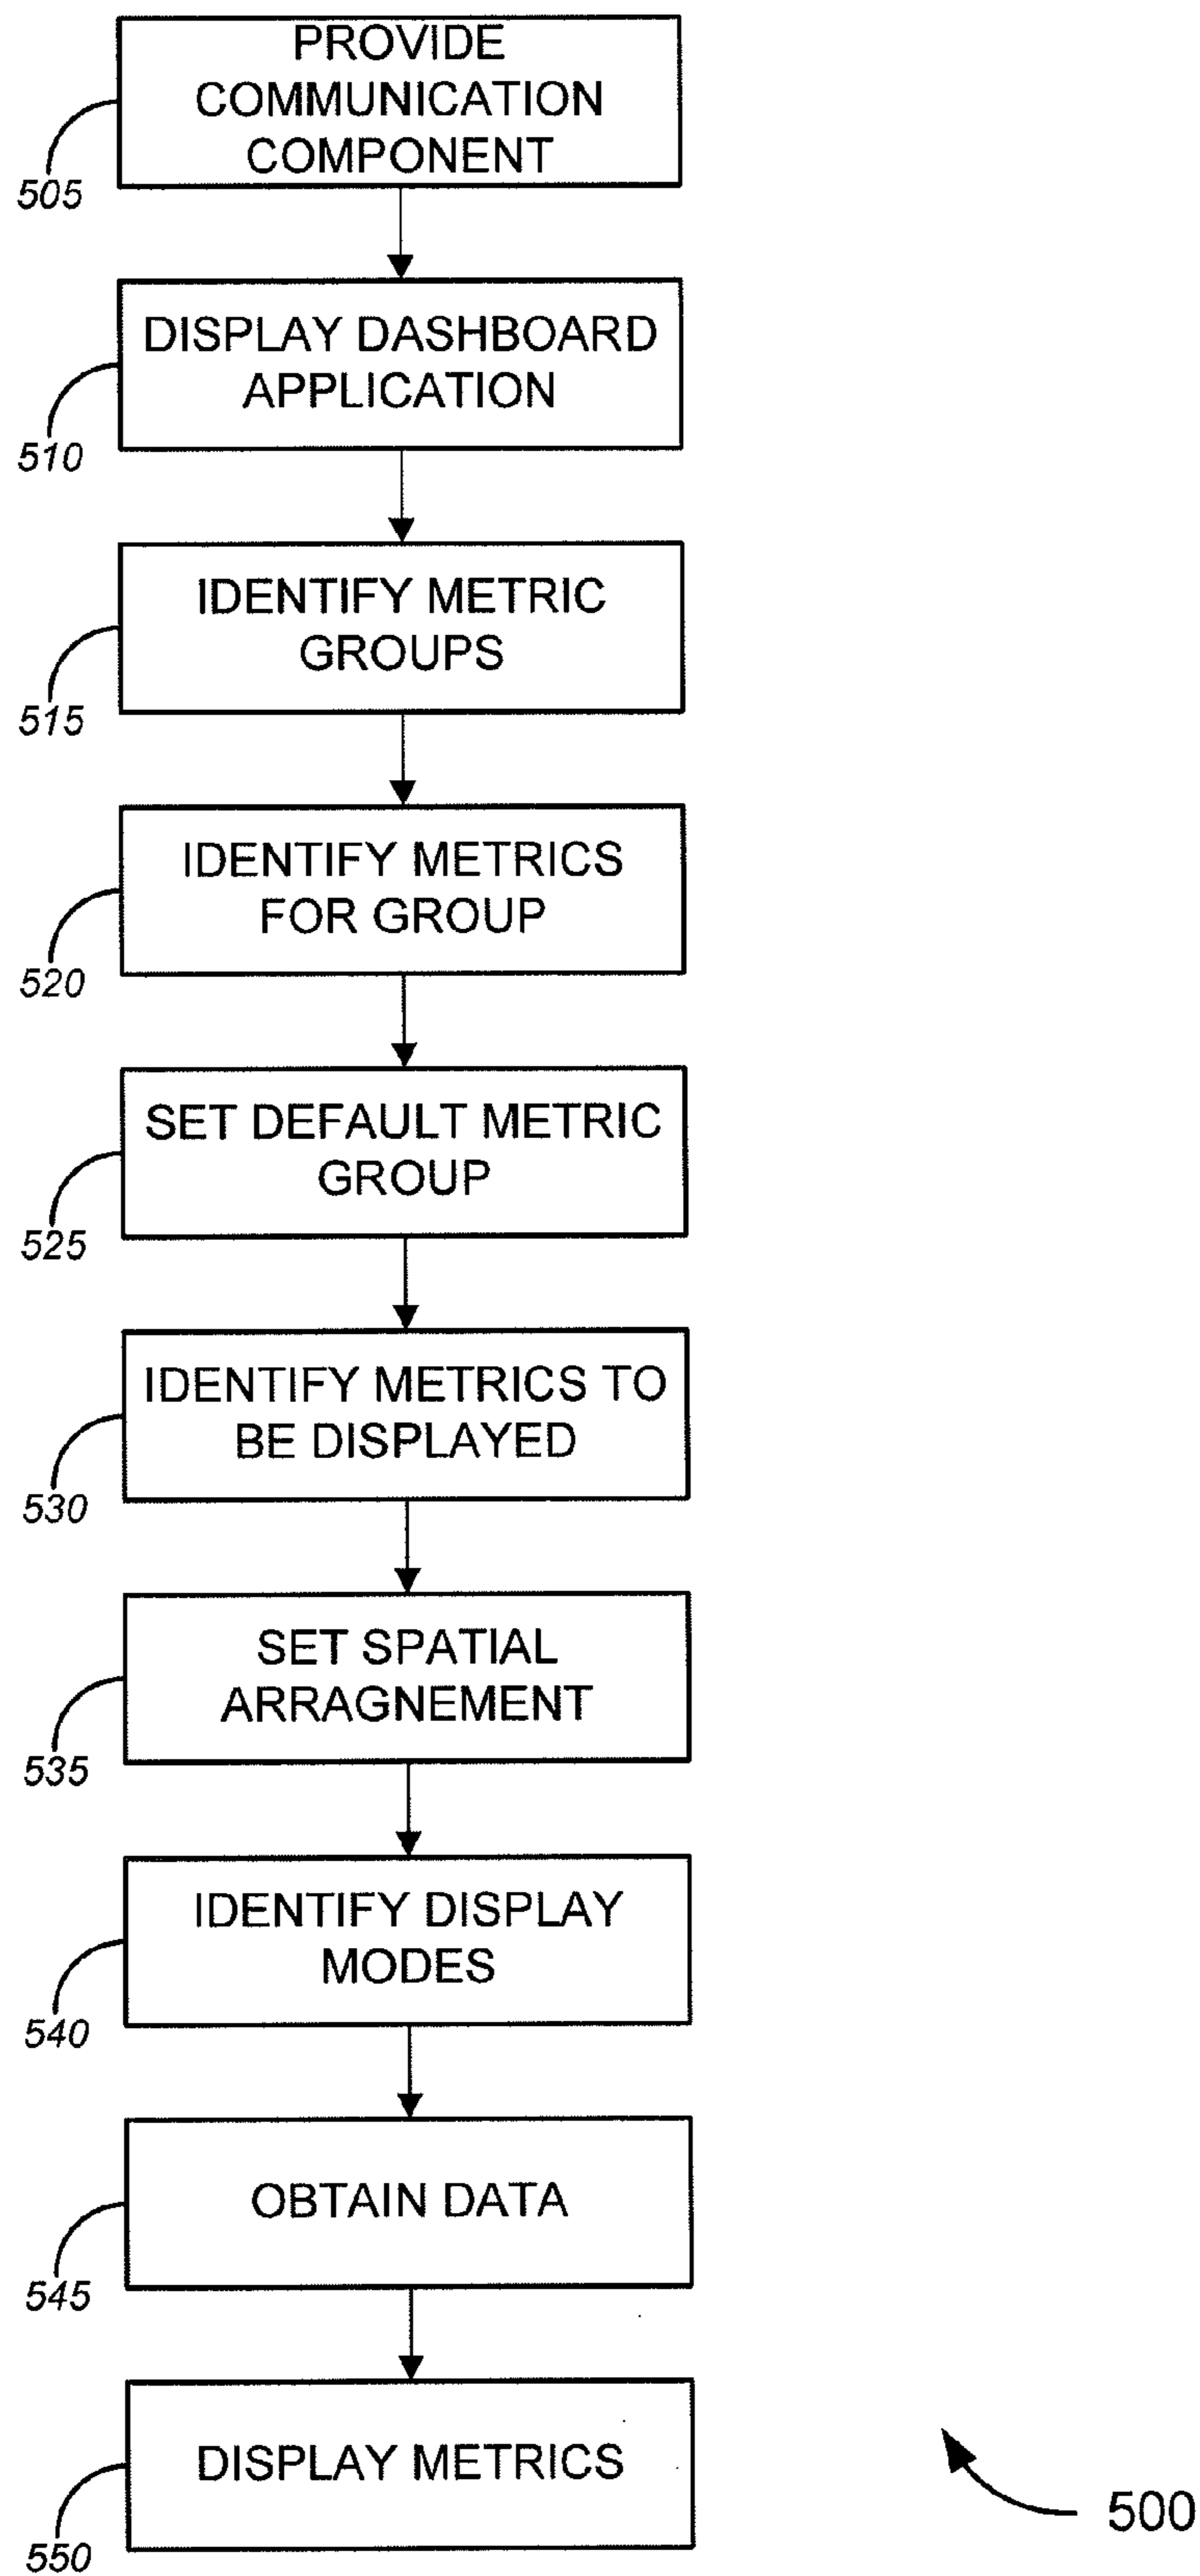 PROVIDE
COMMUNICATION
COMPONENT
505
DISPLAY DASHBOARD
APPLICATION
510
IDENTIFY METRIC
GROUPS
515
IDENTIFY METRICS
FOR GROUP
520
SET DEFAULT METRIC
GROUP
525
IDENTIFY METRICS TO
BE DISPLAYED
530
SET SPATIAL
ARRAGNEMENT
535
IDENTIFY DISPLAY
MODES
540
OBTAIN DATA
545
DISPLAY METRICS
550
500